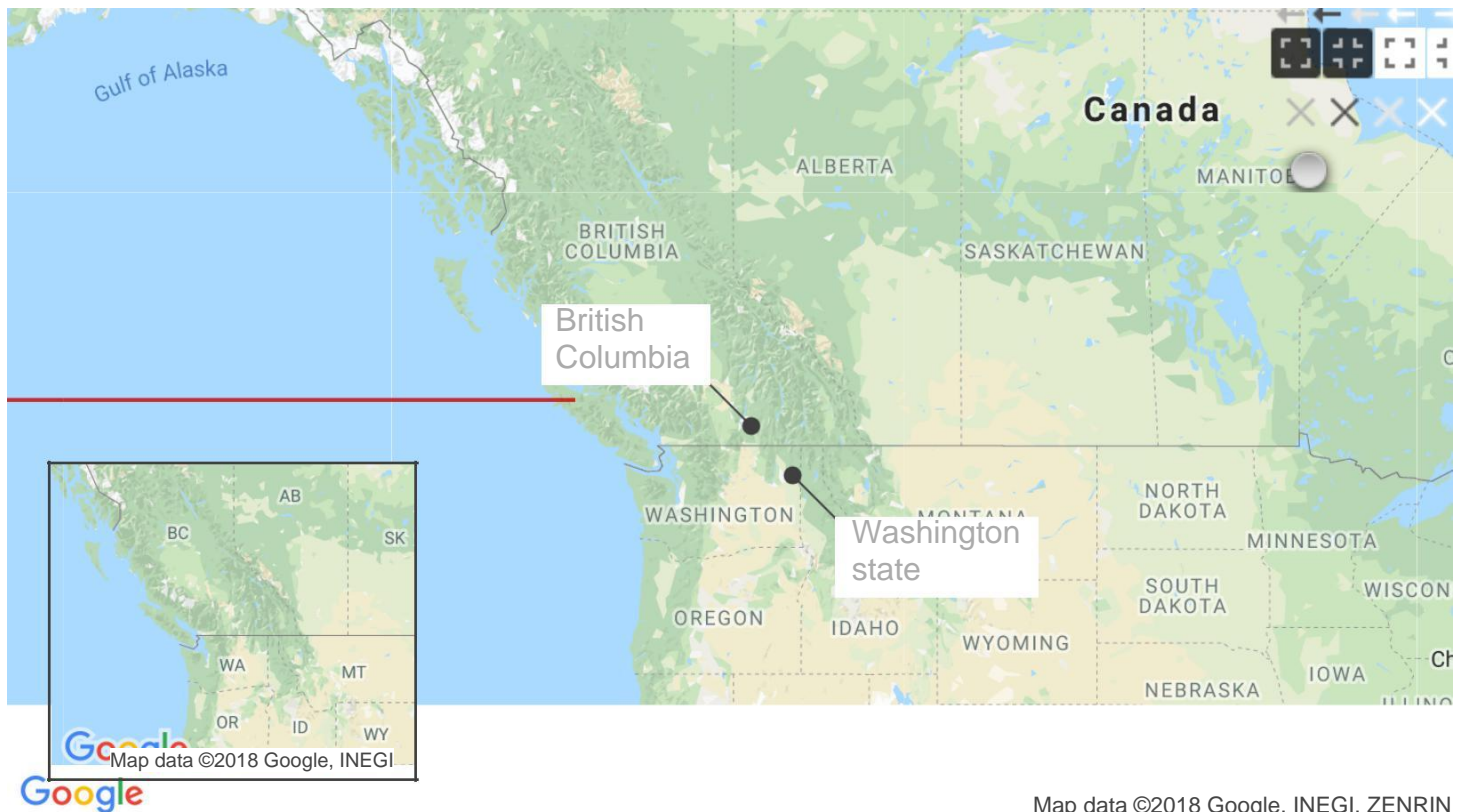 Gulf of Alaska
Canada
ALBERTA
MANITOB
BRITISH
COLUMBIA
SASKATCHEWAN
British
Columbia
WASHINGTON
MONTANA
NORTH
DAKOTA
MINNESOTA
Washington
state
SOUTH
DAKOTA
WISCON
OREGON
IDAHO
WYOMING
IOWA
Ch
NEBRASKA
AB
BC
SK
WA
MT
OR
ID
WY
Google
Map data ©2018 Google, INEGI
Google
Map data ©2018 Google, INEGI, ZENRIN